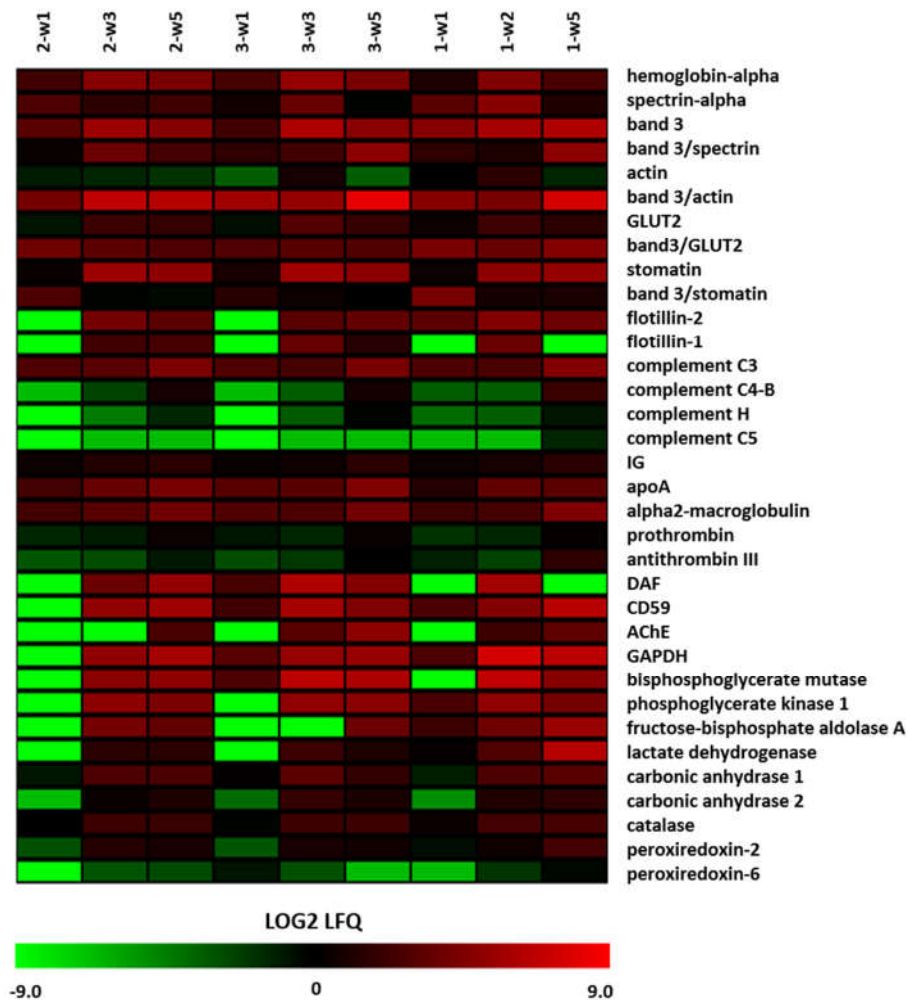 2-w1 2-w3 2-w5 3-w1 3-w3 3-w5 1-w1 1-w2 1-w5
hemoglobin-alpha
spectrin-alpha
band 3
band 3/spectrin
actin
band 3/actin
GLUT2
band3/GLUT2
stomatin
band 3/stomatin
flotillin-2
flotillin-1
complement C3
complement C4-B
complement H
complement C5
IG
apoA
alpha2-macroglobulin
prothrombin
antithrombin III
DAF
CD59
AChE
GAPDH
bisphosphoglycerate mutase
phosphoglycerate kinase 1
fructose-bisphosphate aldolase A
lactate dehydrogenase
carbonic anhydrase 1
carbonic anhydrase 2
catalase
peroxiredoxin-2
peroxiredoxin-6
LOG2 LFQ
-9.0 0 9.0